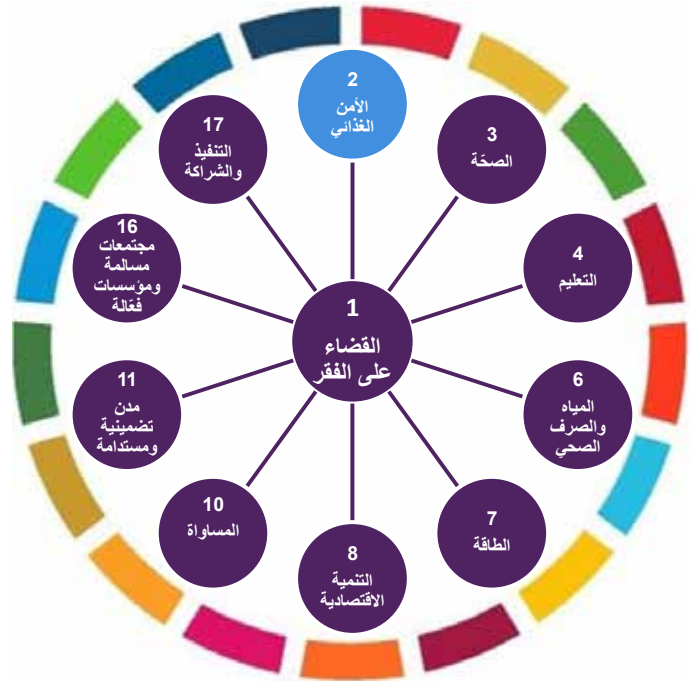 1
القضاء
على الفقر
2
الأمن
الغذائي
3
الصحّة
4
التعليم
6
المياه
والصرف
الصحي
7
الطاقة
8
التنمية
الاقتصادية
10
المساواة
11
مدن
تضمينية
ومستدامة
16
مجتمعات
مسالمة
ومؤسسات
فعّالة
17
التنفيذ
والشراكة